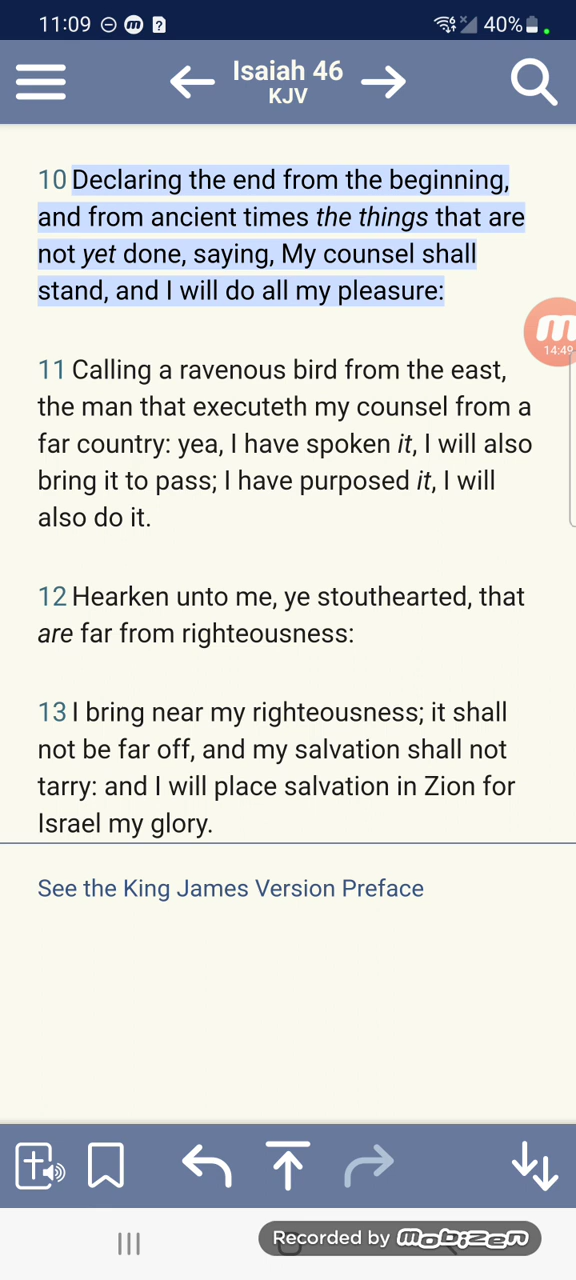 11:09 m ? 6 40%
Isaiah 46
KJV
10 Declaring the end from the beginning,
and from ancient times the things that are
not yet done, saying, My counsel shall
stand, and I will do all my pleasure:
m
14:49
11 Calling a ravenous bird from the east,
the man that executeth my counsel from a
far country: yea, I have spoken it, I will also
bring it to pass; I have purposed it, I will
also do it.
12 Hearken unto me, ye stouthearted, that
are far from righteousness:
13 I bring near my righteousness; it shall
not be far off, and my salvation shall not
tarry: and I will place salvation in Zion for
Israel my glory.
See the King James Version Preface
Recorded by mobizen